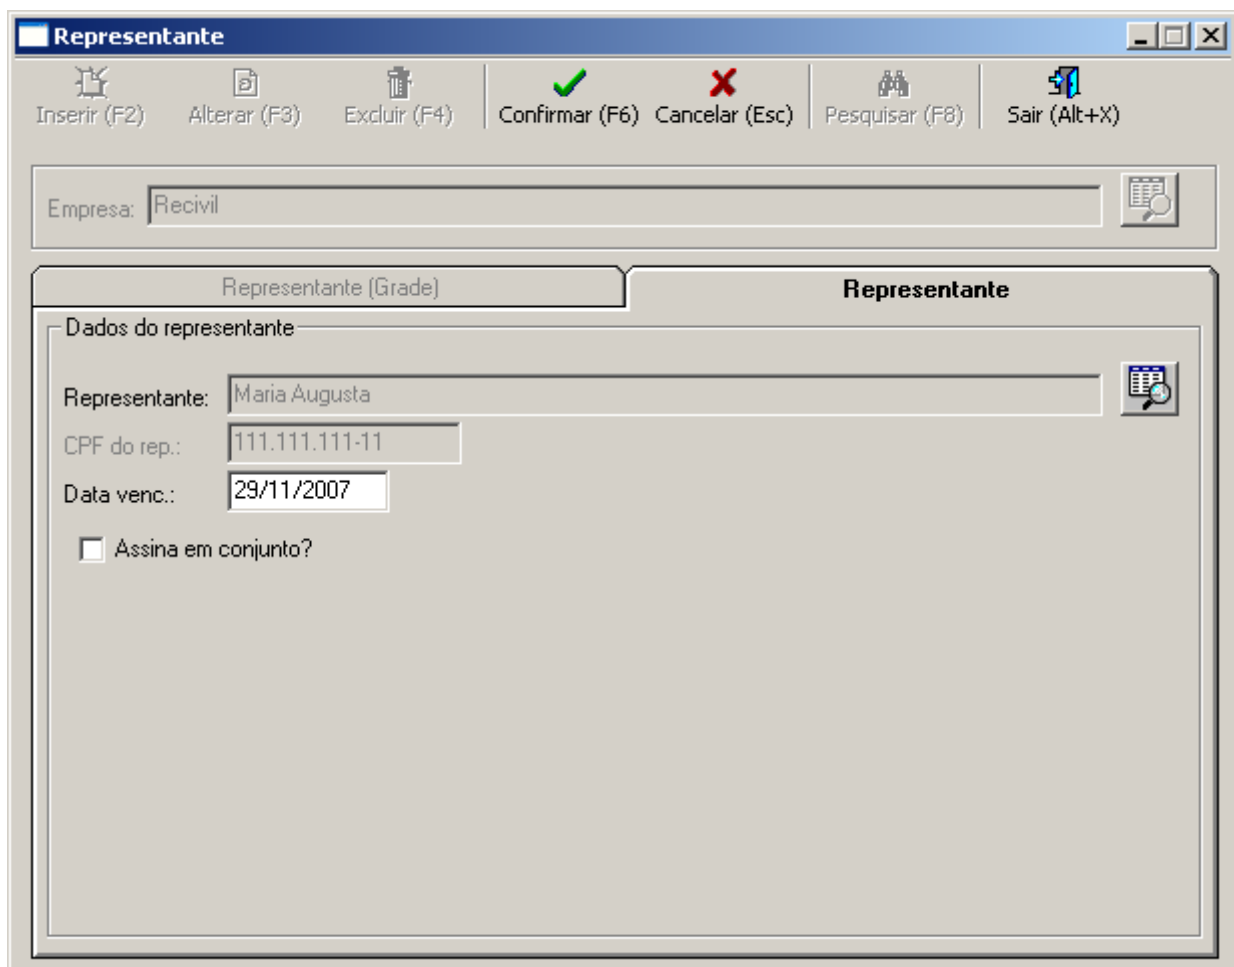 Representante
Inserir (F2) Alterar (F3) Excluir (F4) Confirmar (F6) Cancelar (Esc) Pesquisar (F8) Sair (Alt+X)
Empresa: Recivil
Representante (Grade) Representante
Dados do representante
Representante: Maria Augusta
CPF do rep.: 111.111.111-11
Data venc.: 29/11/2007
Assina em conjunto?